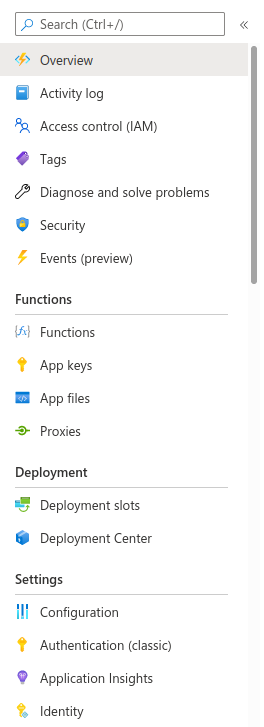 Search (Ctrl+/)
«
Overview
Activity log
Access control (IAM)
Tags
Diagnose and solve problems
Security
Events (preview)
Functions
Functions
App keys
App files
Proxies
Deployment
Deployment slots
Deployment Center
Settings
Configuration
Authentication (classic)
Application Insights
Identity